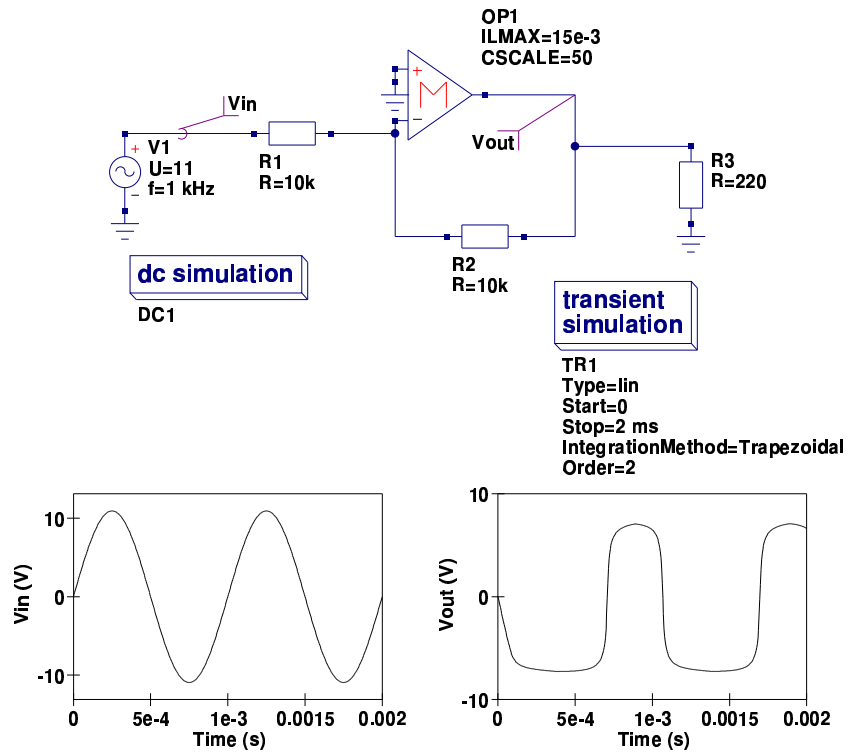 OP1
ILMAX=15e-3
CSCALE=50
+
−
M
Vin
Vout
+
−
V1
U=11
f=1 kHz
R1
R=10k
R3
R=220
R2
R=10k
dc simulation
DC1
transient
simulation
TR1
Type=lin
Start=0
Stop=2 ms
IntegrationMethod=Trapezoidal
Order=2
Vin (V)
10
0
-10
0 5e-4 1e-3 0.0015 0.002
Time (s)
Vout (V)
10
0
-10
0 5e-4 1e-3 0.0015 0.002
Time (s)